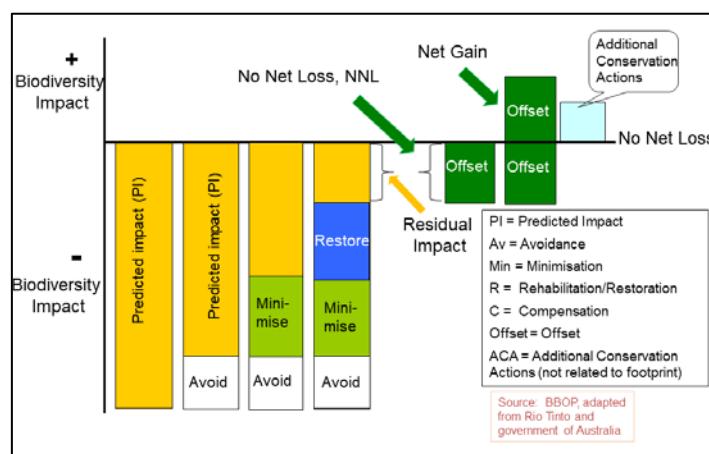 +
Biodiversity
Impact
No Net Loss, NNL
Net Gain
Additional
Conservation
Actions
Offset
No Net Loss
Predicted impact (PI)
Predicted impact (PI)
Mini-
mise
Avoid
Avoid
Restore
Mini-
mise
Avoid
Residual
Impact
Offset
Offset
-
Biodiversity
Impact
PI = Predicted Impact
Av = Avoidance
Min = Minimisation
R = Rehabilitation/Restoration
C = Compensation
Offset = Offset
ACA = Additional Conservation
Actions (not related to footprint)
Source: BBOP, adapted
from Rio Tinto and
government of Australia